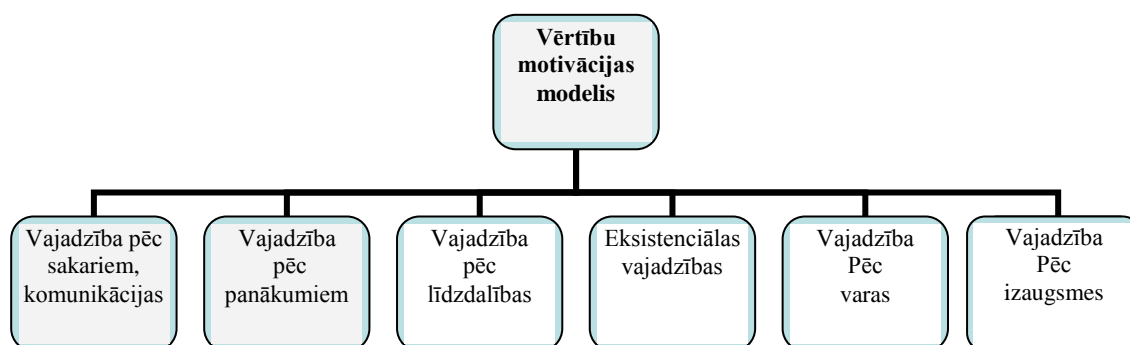 Vērtību
motivācijas
modelis
Vajadzība pēc
sakariem,
komunikācijas
Vajadzība
pēc
panākumiem
Vajadzība
pēc
līdzdalības
Eksistenciālas
vajadzības
Vajadzība
Pēc
varas
Vajadzība
Pēc
izaugsmes